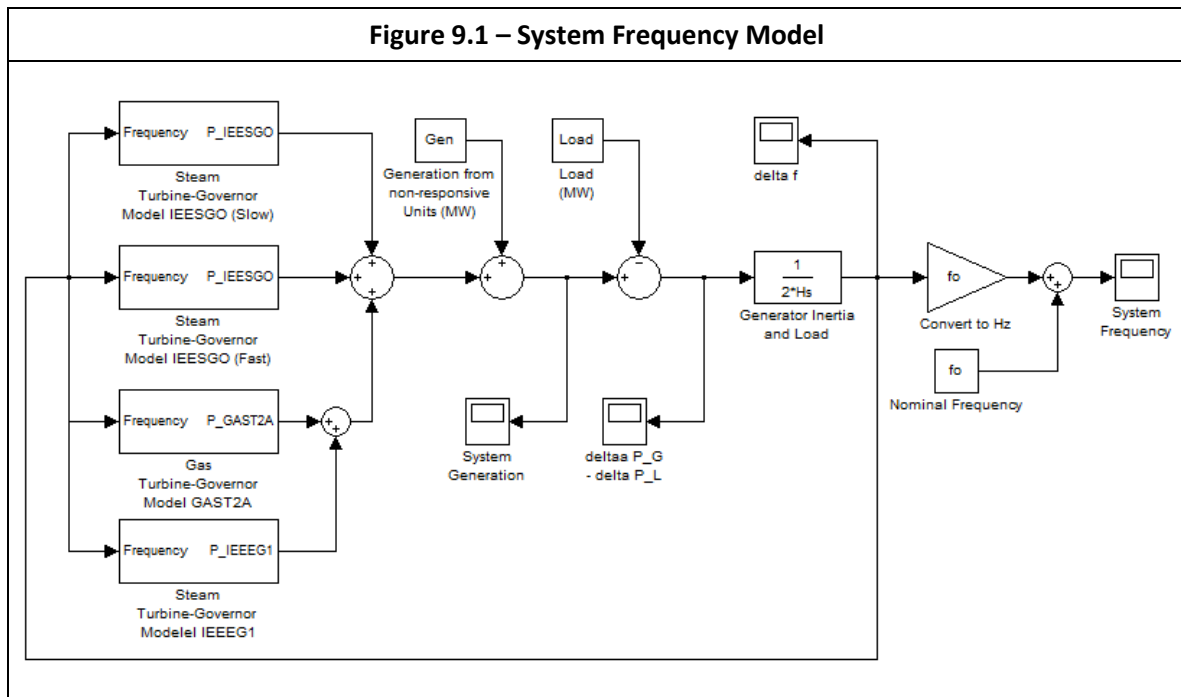 Figure 9.1 – System Frequency Model
Frequency P_IEESGO
Steam
Turbine-Governor
Model IEESGO (Slow)
Gen
Generation from
non-responsive
Units (MW)
Load
Load
(MW)
delta f
Frequency P_IEESGO
Steam
Turbine-Governor
Model IEESGO (Fast)
+
+
+
+
+
+
−
1
2*Hs
Generator Inertia
and Load
fo
Convert to Hz
+
+
System
Frequency
fo
Nominal Frequency
Frequency P_GAST2A
Gas
Turbine-Governor
Model GAST2A
+
+
System
Generation
deltaa P_G
- delta P_L
Frequency P_IEEEG1
Steam
Turbine-Governor
Modelel IEEEG1